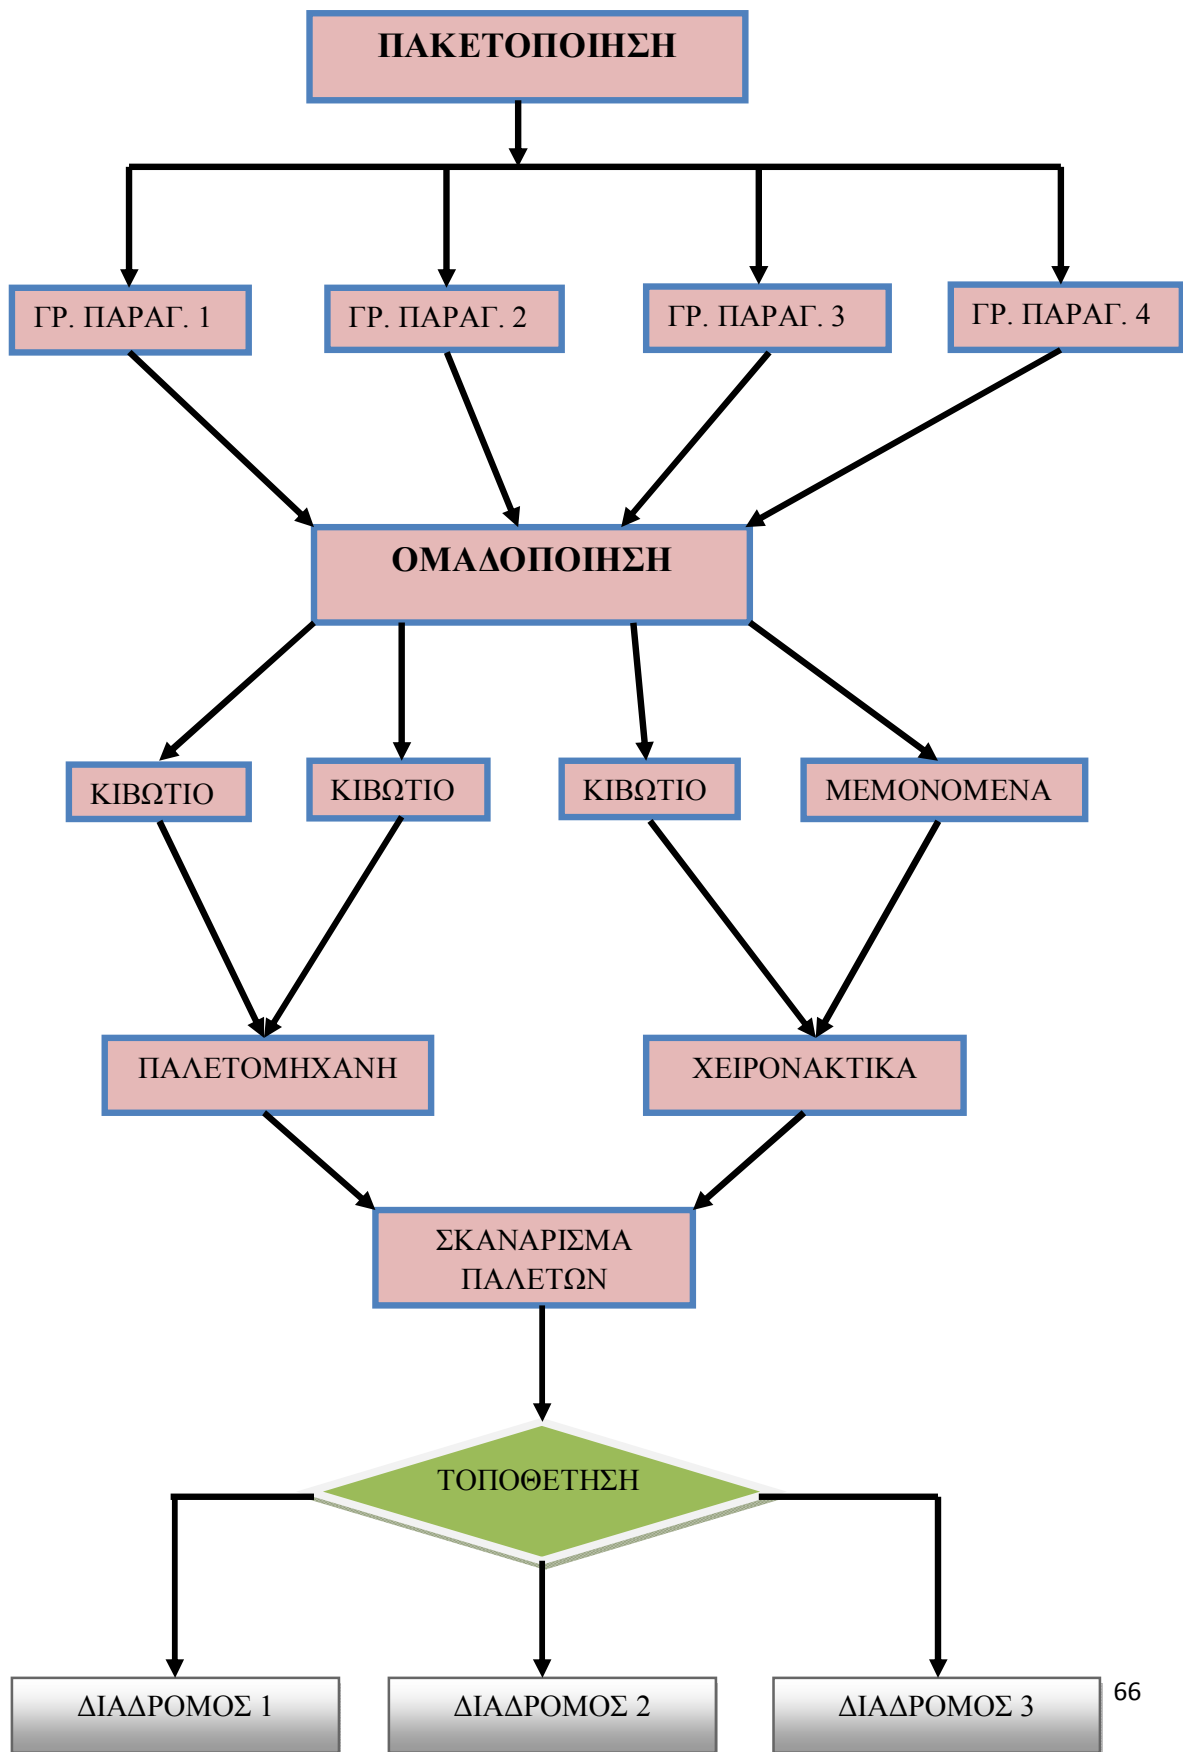 ΠΑΚΕΤΟΠΟΙΗΣΗ
ΓΡ. ΠΑΡΑΓ. 1
ΓΡ. ΠΑΡΑΓ. 2
ΓΡ. ΠΑΡΑΓ. 3
ΓΡ. ΠΑΡΑΓ. 4
ΟΜΑΔΟΠΟΙΗΣΗ
ΚΙΒΩΤΙΟ
ΚΙΒΩΤΙΟ
ΚΙΒΩΤΙΟ
ΜΕΜΟΝΟΜΕΝΑ
ΠΑΛΕΤΟΜΗΧΑΝΗ
ΧΕΙΡΟΝΑΚΤΙΚΑ
ΣΚΑΝΑΡΙΣΜΑ
ΠΑΛΕΤΩΝ
ΤΟΠΟΘΕΤΗΣΗ
ΔΙΑΔΡΟΜΟΣ 1
ΔΙΑΔΡΟΜΟΣ 2
ΔΙΑΔΡΟΜΟΣ 3
66